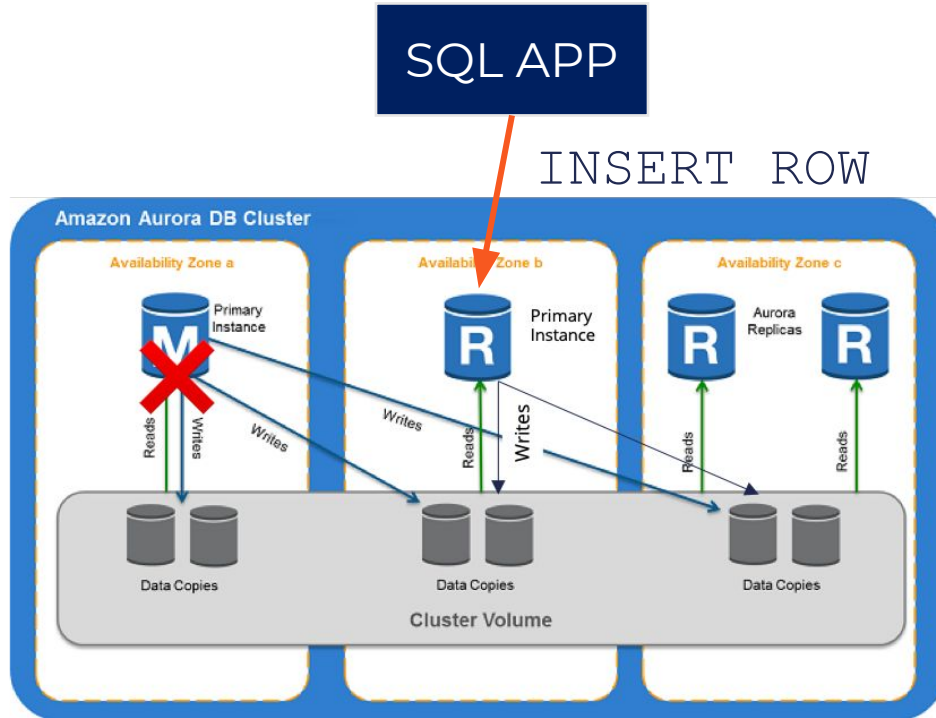 SQL APP
INSERT ROW
Amazon Aurora DB Cluster
Availability Zone a
Availability Zone b
Availability Zone c
M
Primary
Instance
R
Primary
Instance
R
Aurora
Replicas
R
Reads
Writes
Writes
Writes
Reads
Writes
Reads
Reads
Data Copies
Data Copies
Data Copies
Cluster Volume